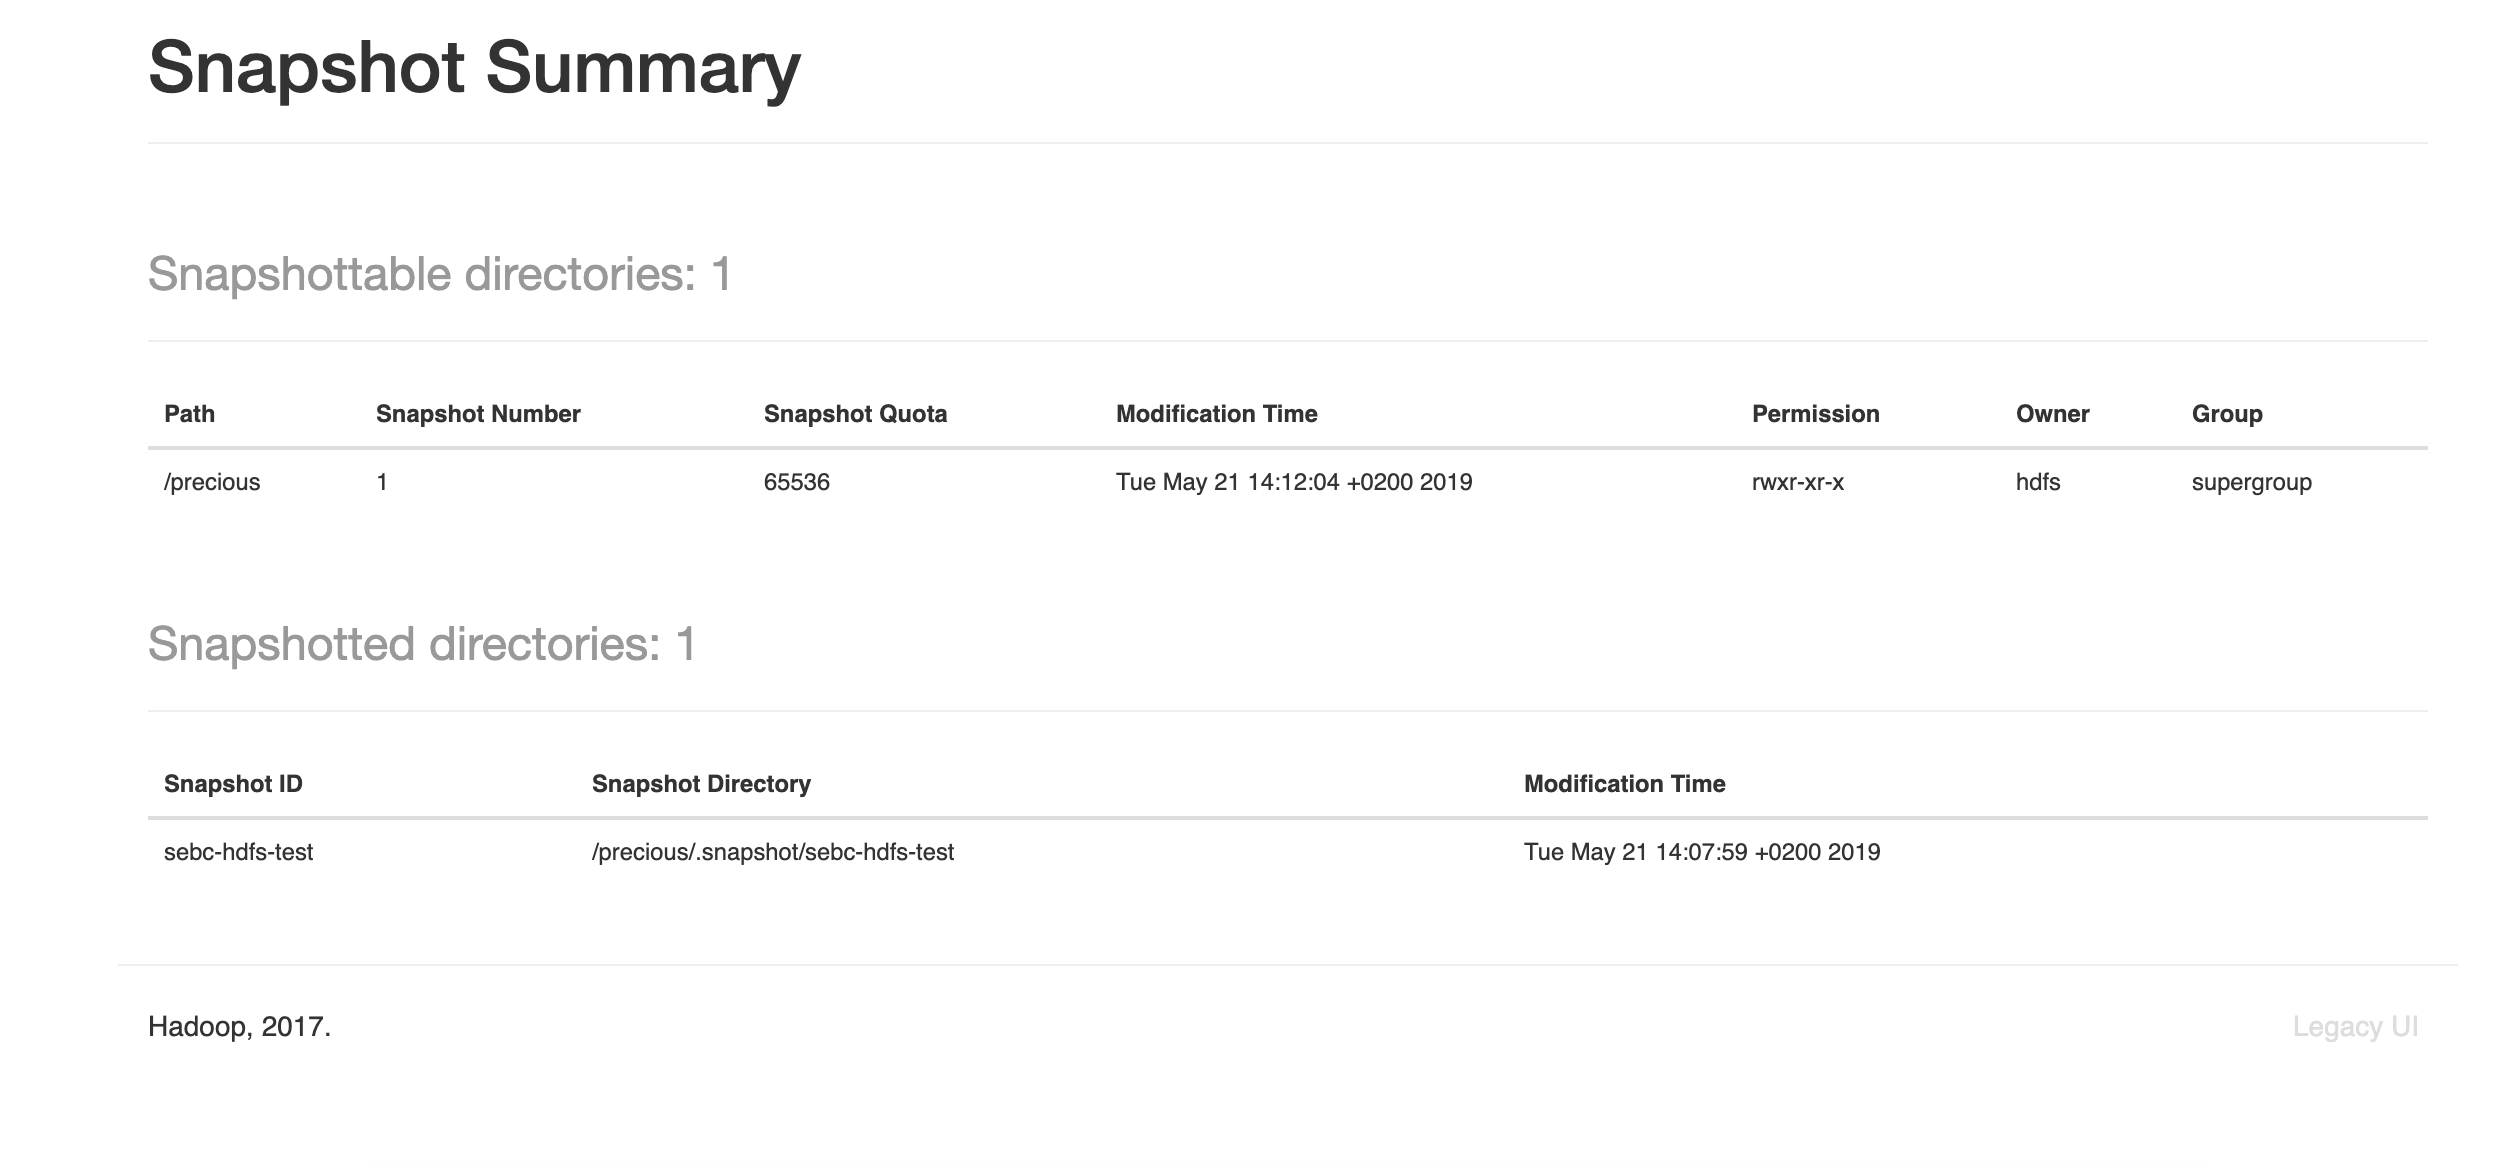 Snapshot Summary
Snapshottable directories: 1
Path Snapshot Number Snapshot Quota Modification Time Permission Owner Group
/precious 1 65536 Tue May 21 14:12:04 +0200 2019 rwxr-xr-x hdfs supergroup
Snapshotted directories: 1
Snapshot ID Snapshot Directory Modification Time
sebc-hdfs-test /precious/.snapshot/sebc-hdfs-test Tue May 21 14:07:59 +0200 2019
Hadoop, 2017. Legacy UI